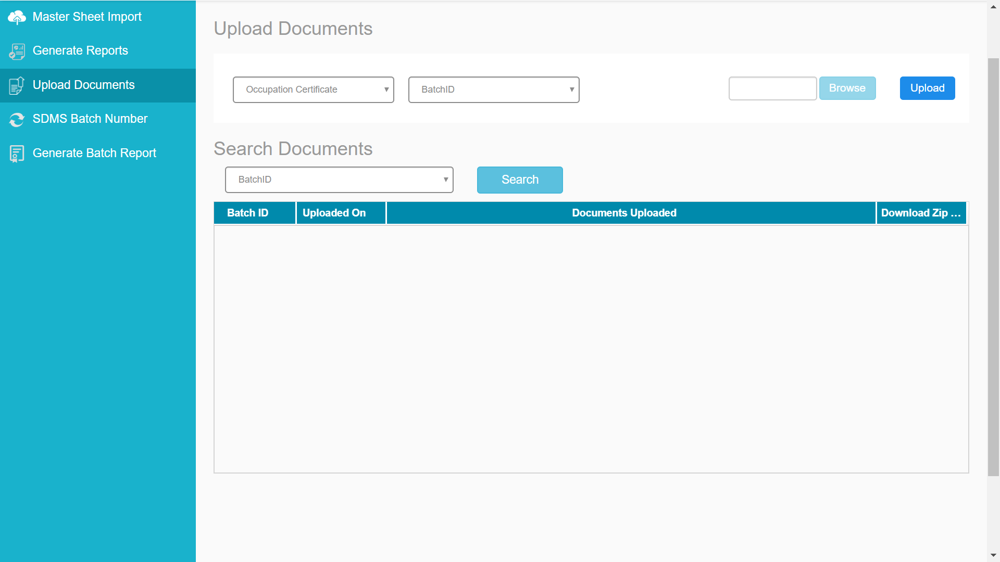 Master Sheet Import
Generate Reports
Upload Documents
SDMS Batch Number
Generate Batch Report
Upload Documents
Occupation Certificate
BatchID
Browse
Upload
Search Documents
BatchID
Search
Batch ID
Uploaded On
Documents Uploaded
Download Zip ...